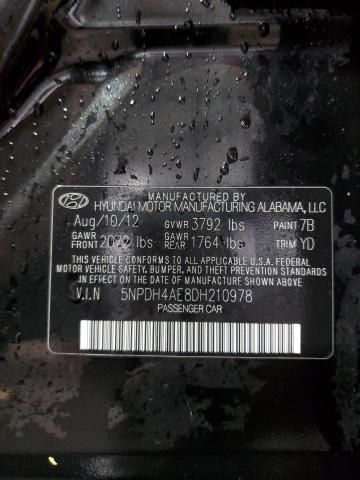 MANUFACTURED BY
HYUNDAI MOTOR MANUFACTURING ALABAMA, LLC
Aug/10/12 GVWR 3792 lbs PAINT 7B
GAWR FRONT 2072 lbs GAWR REAR 1764 lbs TRIM YD
THIS VEHICLE CONFORMS TO ALL APPLICABLE U.S.A. FEDERAL
MOTOR VEHICLE SAFETY, BUMPER, AND THEFT PREVENTION
STANDARDS IN EFFECT ON THE DATE OF MANUFACTURE SHOWN ABOVE.
V.I.N 5NPDH4AE8DH210978
PASSENGER CAR